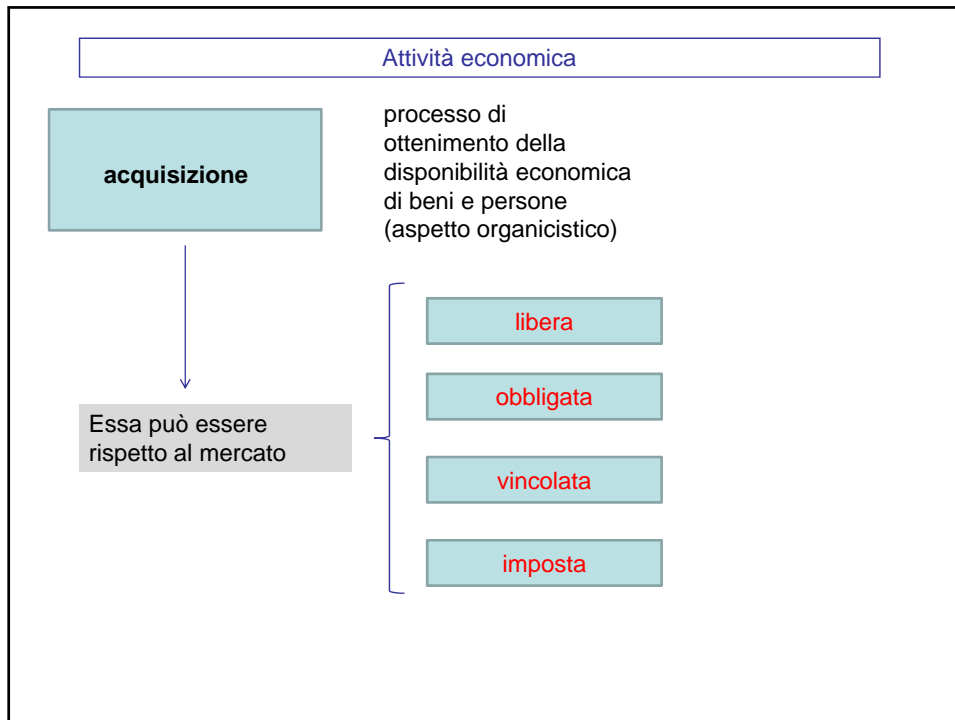 Attività economica
acquisizione
processo di
ottenimento della
disponibilità economica
di beni e persone
(aspetto organicistico)
Essa può essere
rispetto al mercato
libera
obbligata
vincolata
imposta